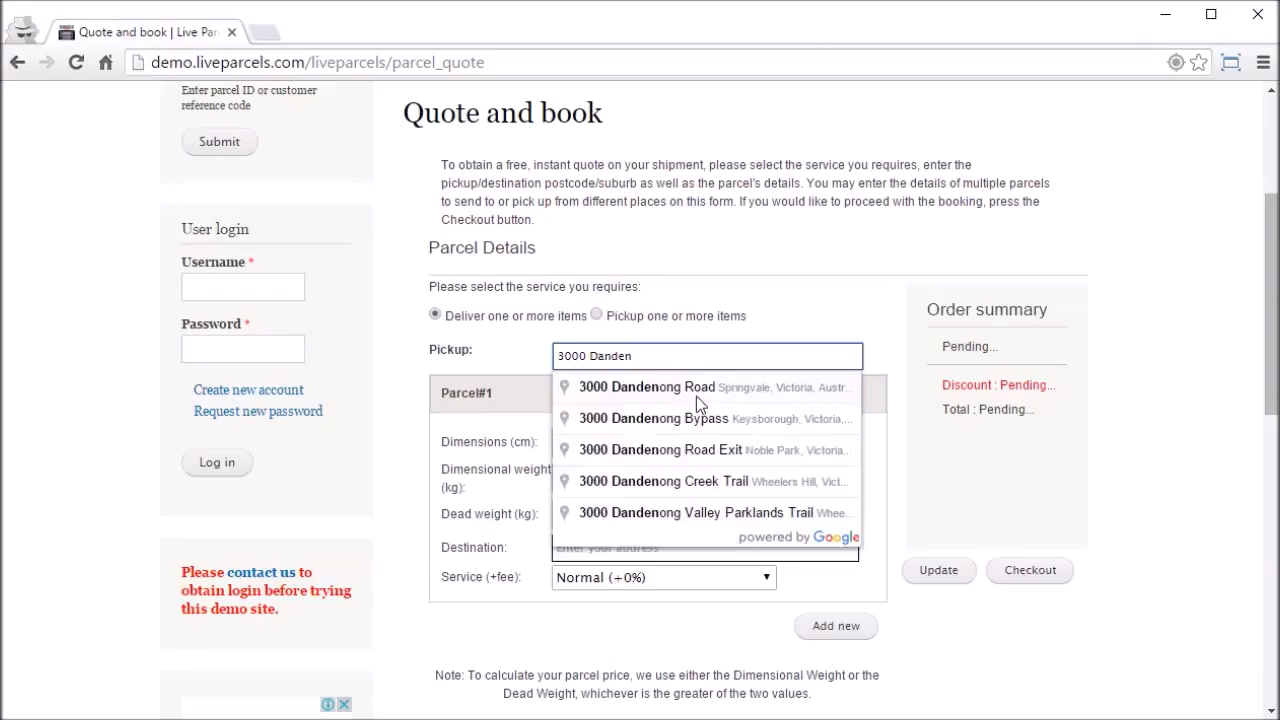 Quote and book | Live Par
demo.liveparcels.com/liveparcels/parcel_quote
Enter parcel ID or customer
reference code
Submit
User login
Username *
Password *
Create new account
Request new password
Log in
Please contact us to
obtain login before trying
this demo site.
Quote and book
To obtain a free, instant quote on your shipment, please select the service you requires, enter the
pickup/destination postcode/suburb as well as the parcel's details. You may enter the details of multiple parcels
to send to or pick up from different places on this form. If you would like to proceed with the booking, press the
Checkout button.
Parcel Details
Please select the service you requires:
Deliver one or more items Pickup one or more items
Pickup: 3000 Danden
3000 Dandenong Road Springvale, Victoria, Austr...
3000 Dandenong Bypass Keysborough, Victoria,...
3000 Dandenong Road Exit Noble Park, Victoria...
3000 Dandenong Creek Trail Wheelers Hill, Vict...
3000 Dandenong Valley Parklands Trail Whee...
powered by Google
Parcel#1
Dimensions (cm):
Dimensional weight
(kg):
Dead weight (kg):
Destination: Enter your address
Service (+fee): Normal (+0%)
Add new
Note: To calculate your parcel price, we use either the Dimensional Weight or the
Dead Weight, whichever is the greater of the two values.
Order summary
Pending...
Discount : Pending...
Total : Pending...
Update
Checkout